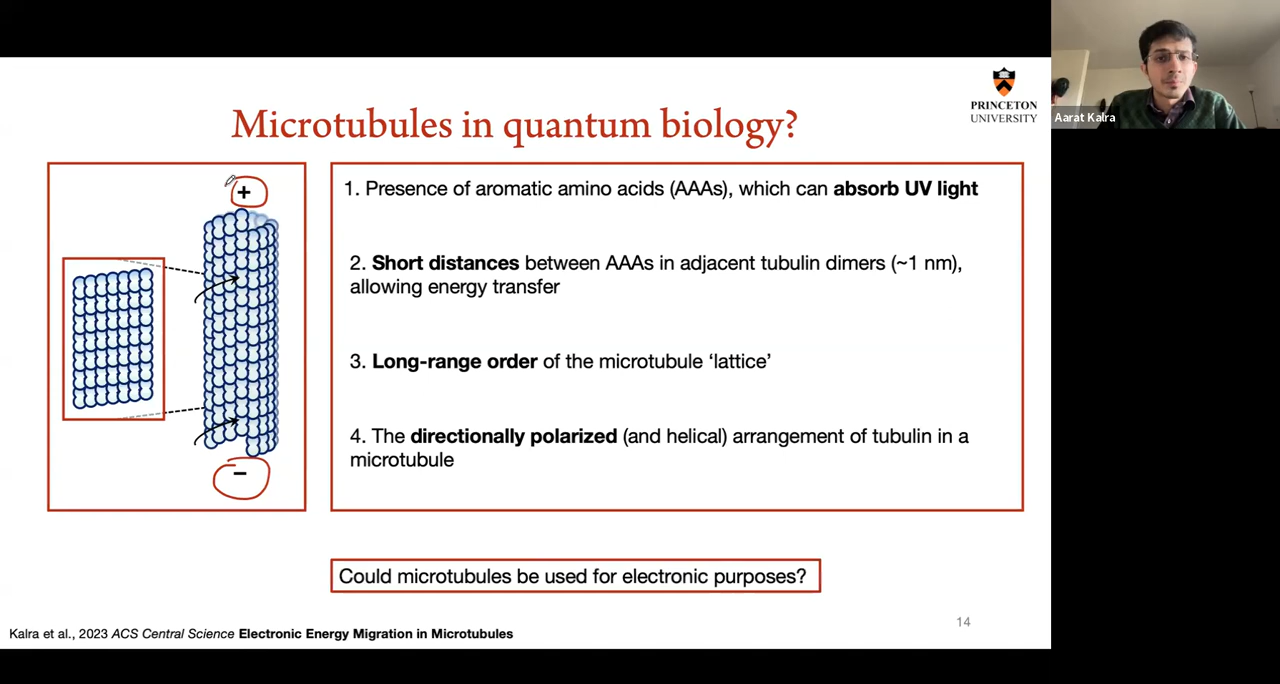 PRINCETON
UNIVERSITY
Aarat Kalra
Microtubules in quantum biology?
+
−
1. Presence of aromatic amino acids (AAAs), which can absorb UV light
2. Short distances between AAAs in adjacent tubulin dimers (~1 nm),
allowing energy transfer
3. Long-range order of the microtubule ‘lattice’
4. The directionally polarized (and helical) arrangement of tubulin in a
microtubule
Could microtubules be used for electronic purposes?
14
Kalra et al., 2023 ACS Central Science Electronic Energy Migration in Microtubules